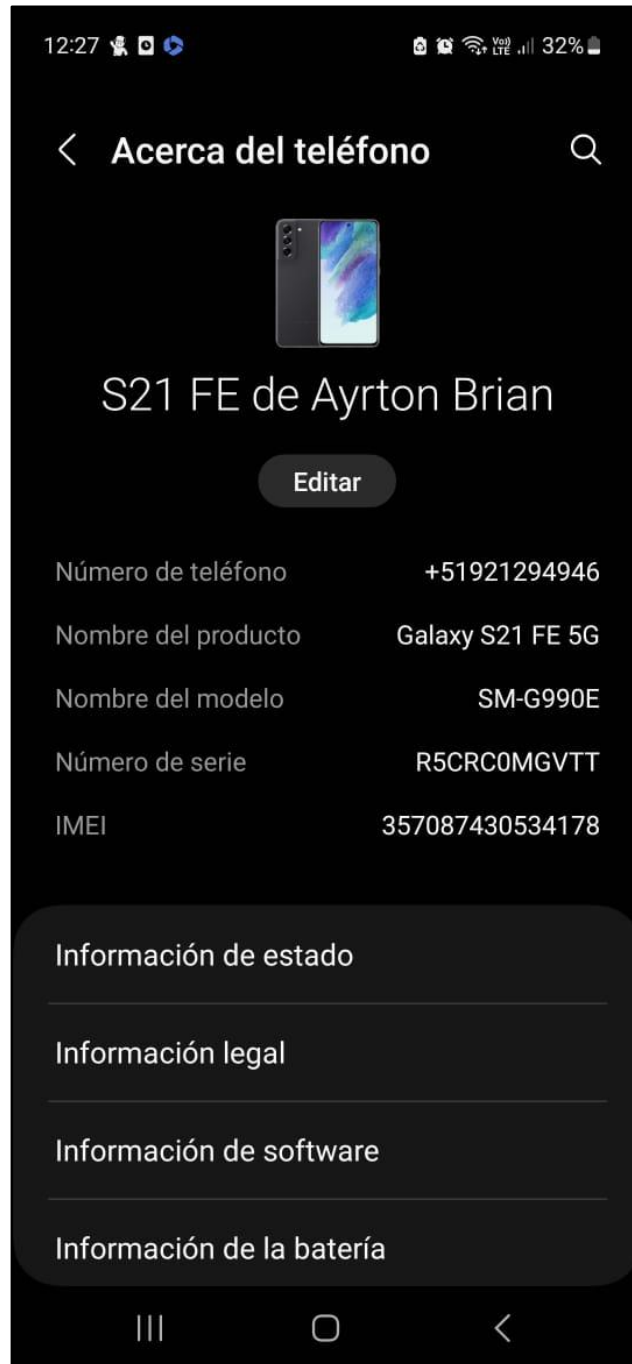 12:27 Vo) LTE 32%
Acerca del teléfono
S21 FE de Ayrton Brian
Editar
Número de teléfono +51921294946
Nombre del producto Galaxy S21 FE 5G
Nombre del modelo SM-G990E
Número de serie R5CRC0MGVTT
IMEI 357087430534178
Información de estado
Información legal
Información de software
Información de la batería